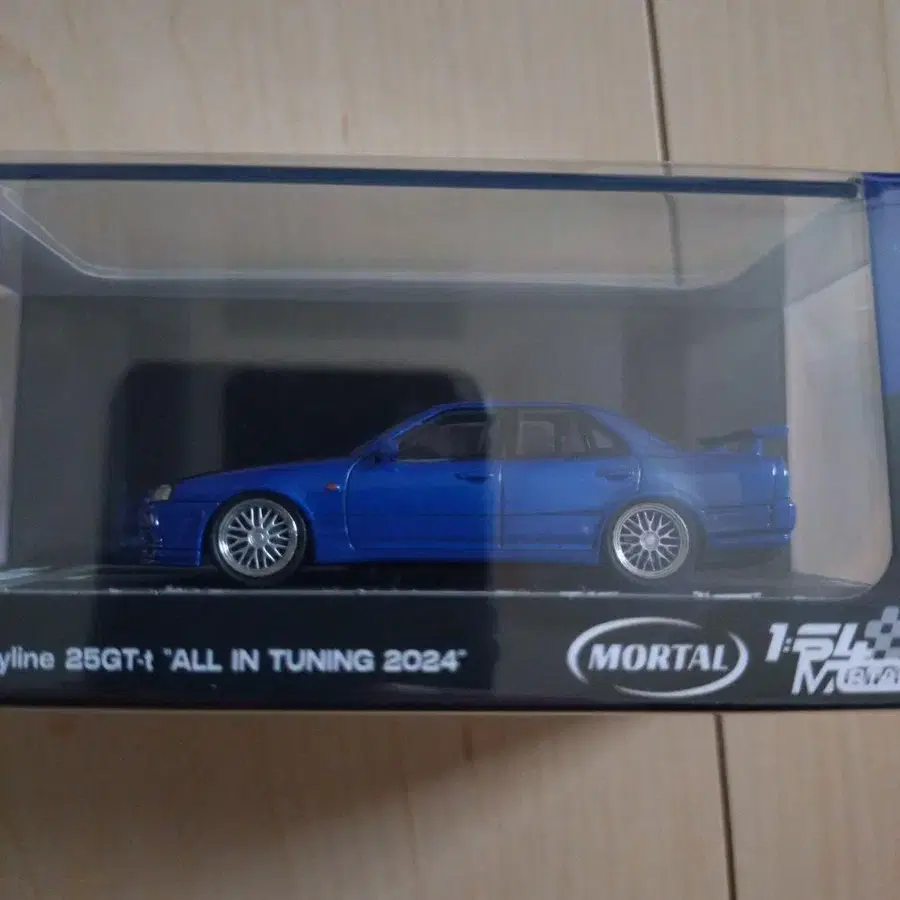 yline 25GT-t "ALL IN TUNING 2024"
MORTAL
1:64